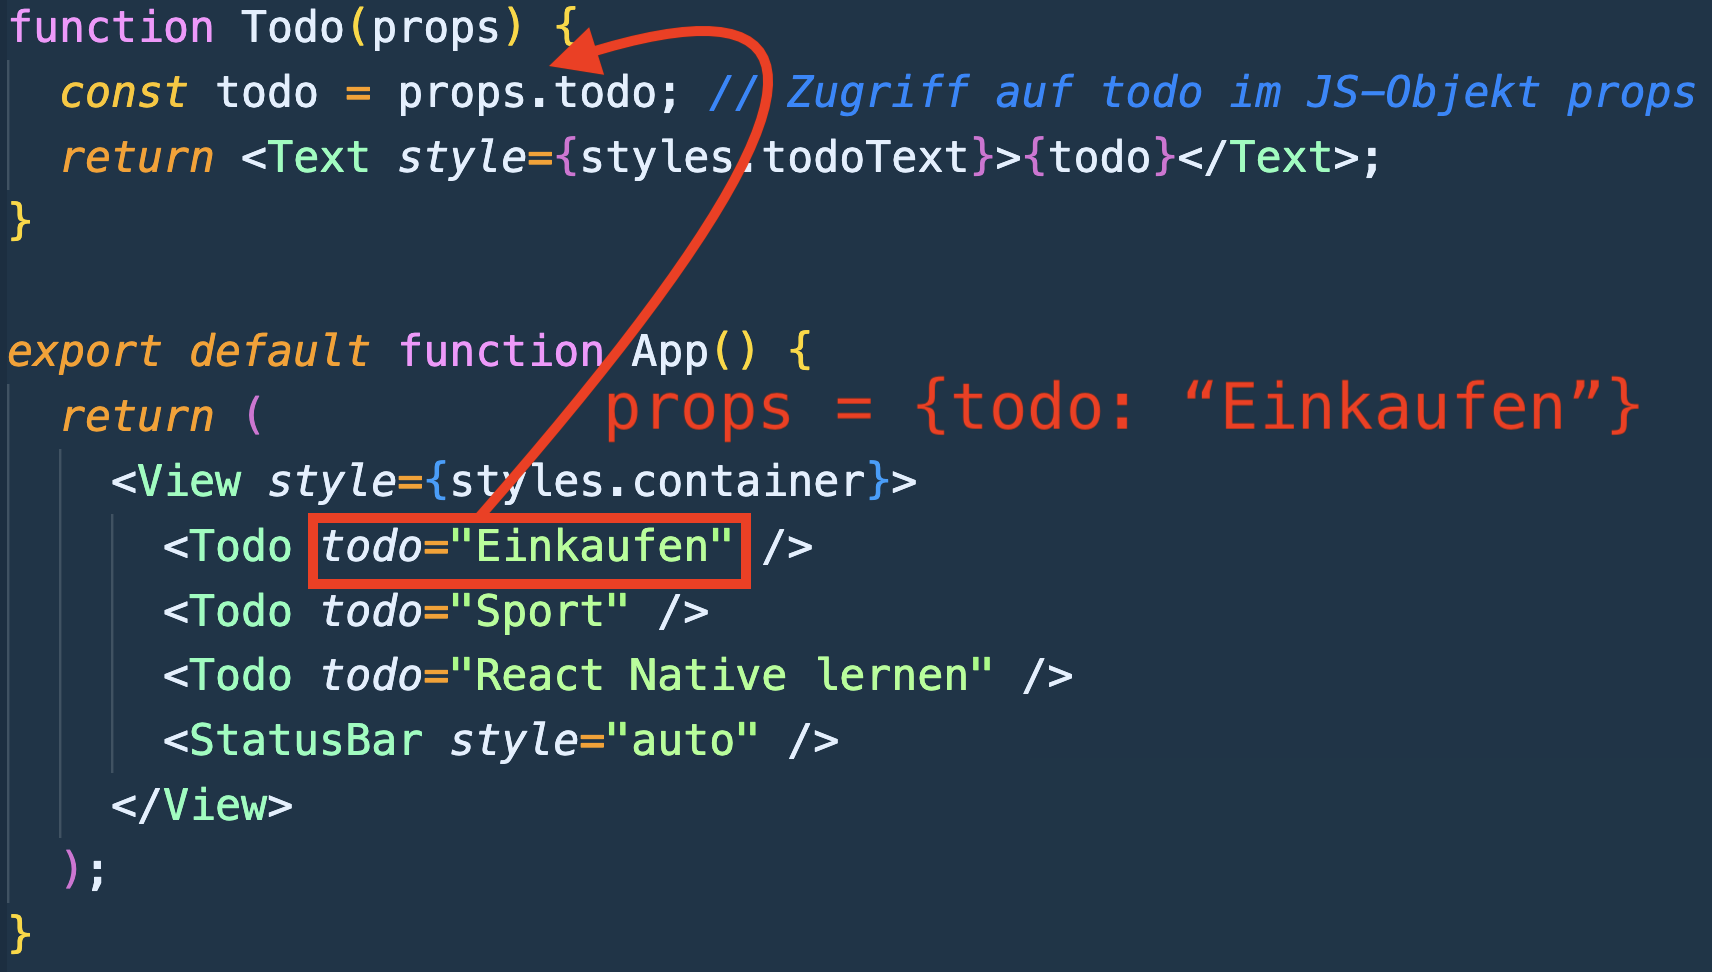 function Todo(props) {
const todo = props.todo; // Zugriff auf todo im JS-Objekt props
return <Text style={styles.todoText}>{todo}</Text>;
}
export default function App() {
return (
props = {todo: “Einkaufen”}
<View style={styles.container}>
<Todo todo="Einkaufen" />
<Todo todo="Sport" />
<Todo todo="React Native lernen" />
<StatusBar style="auto" />
</View>
);
}